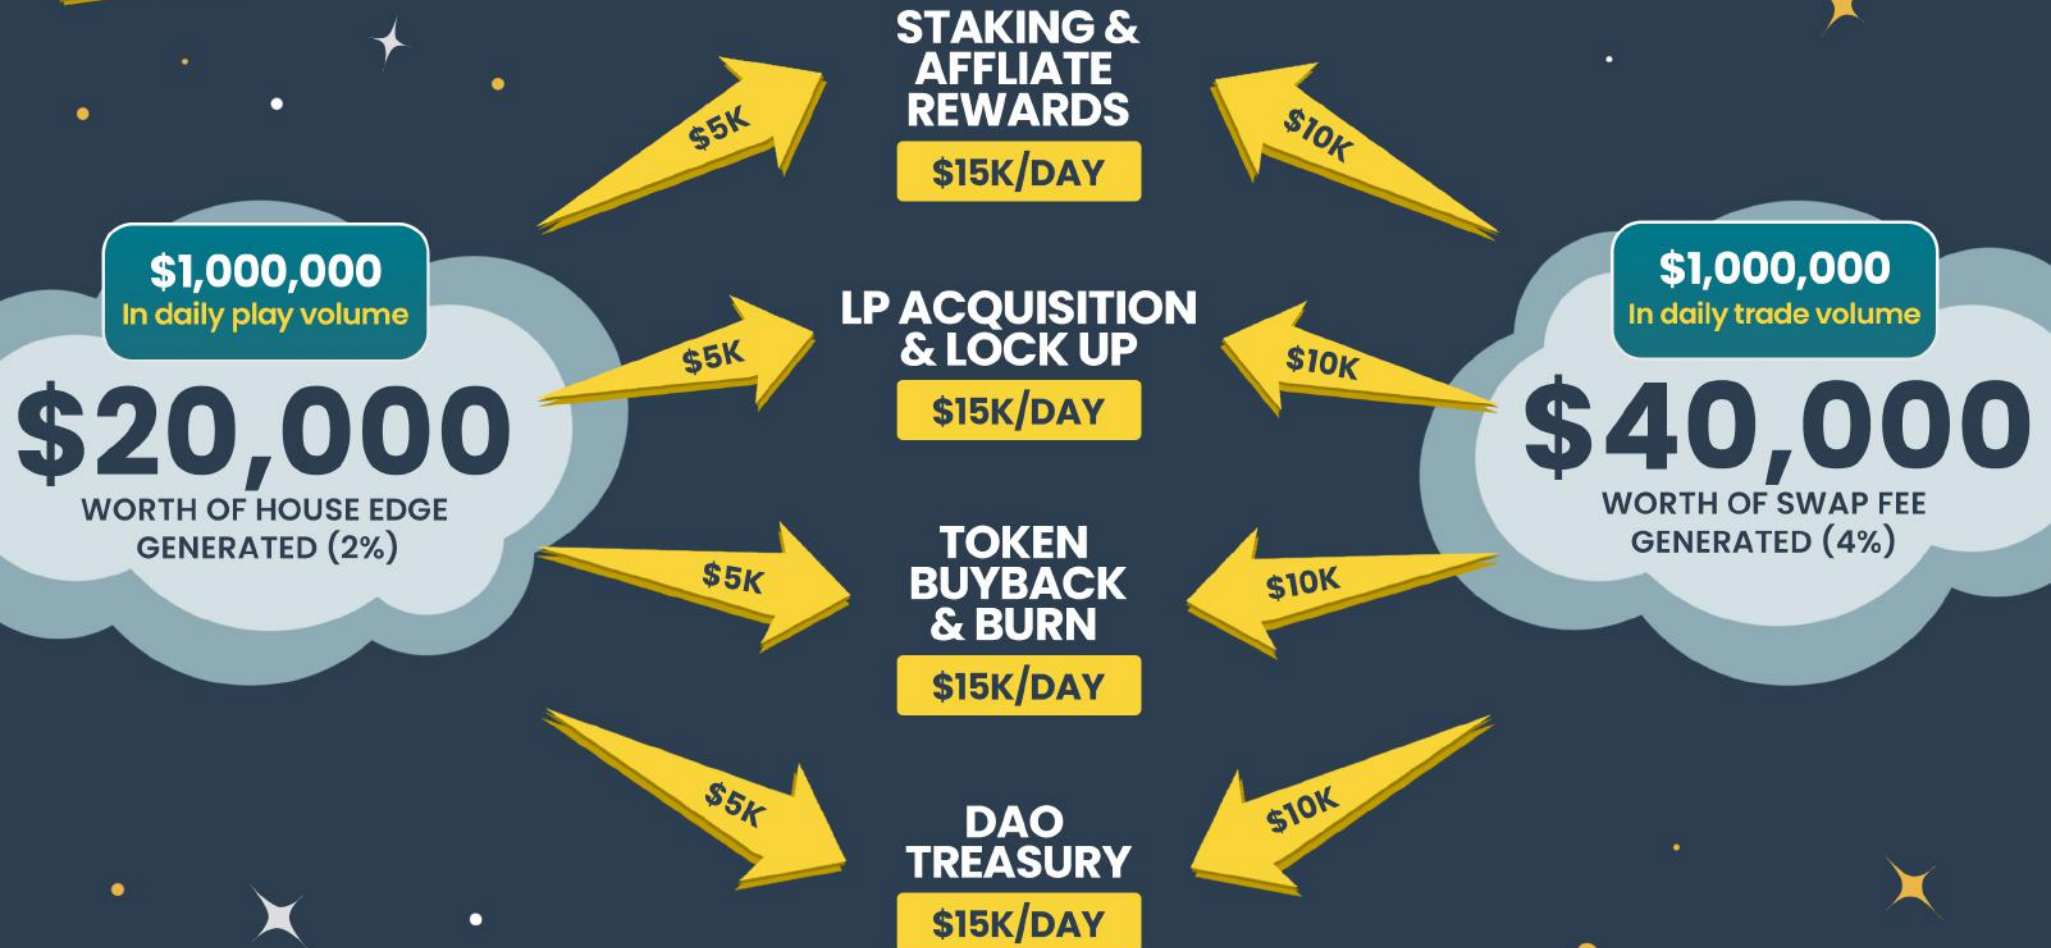 STAKING &
AFFLIATE
REWARDS
$15K/DAY
$5K
$10K
$1,000,000
In daily play volume
$20,000
WORTH OF HOUSE EDGE
GENERATED (2%)
LP ACQUISITION
& LOCK UP
$15K/DAY
$5K
$10K
$1,000,000
In daily trade volume
$40,000
WORTH OF SWAP FEE
GENERATED (4%)
TOKEN
BUYBACK
& BURN
$15K/DAY
$5K
$10K
DAO
TREASURY
$15K/DAY
$5K
$10K